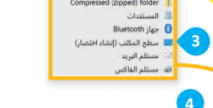 Compressed (zipped) folder
المستندات
جهاز Bluetooth
سطح المكتب (إنشاء اختصار)
3
مستلم البريد
مستلم الفاكس
4